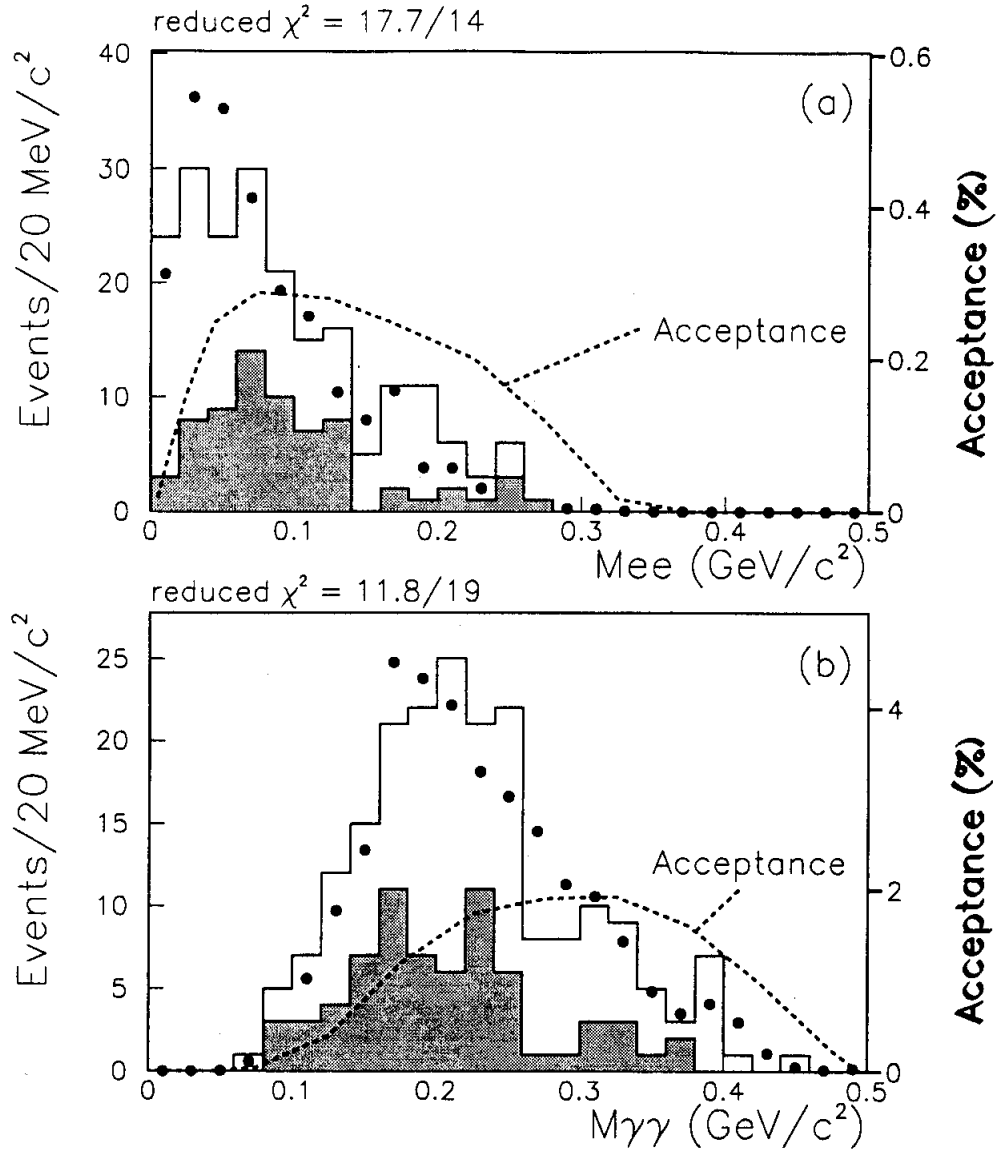 reduced χ² = 17.7/14
(a)
Events/20 MeV/c²
40
30
20
10
0
0.6
0.4
0.2
0
Acceptance (%)
Acceptance
0
0.1
0.2
0.3
0.4
0.5
Mee (GeV/c²)
reduced χ² = 11.8/19
(b)
Events/20 MeV/c²
25
20
15
10
5
0
4
2
0
Acceptance (%)
Acceptance
0
0.1
0.2
0.3
0.4
0.5
Mγγ (GeV/c²)